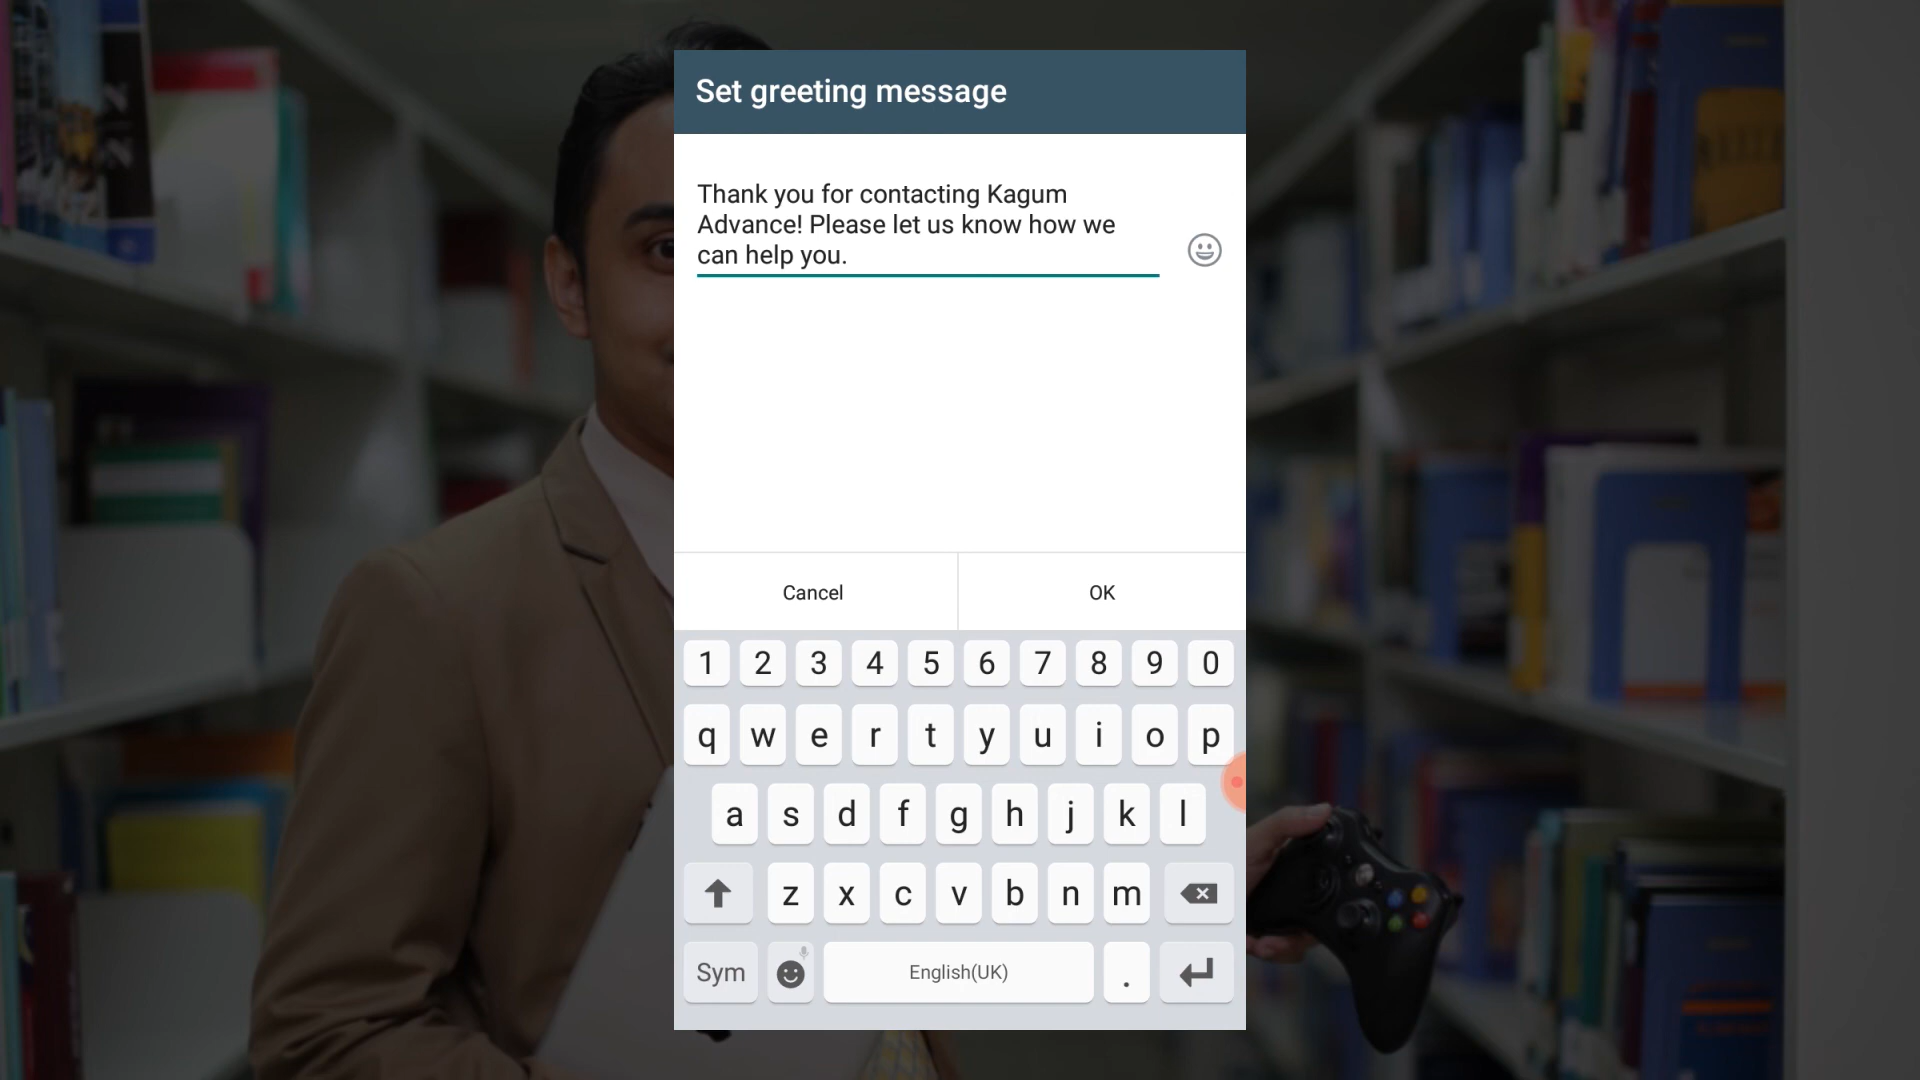 Set greeting message
Thank you for contacting Kagum
Advance! Please let us know how we
can help you.
Cancel OK
1 2 3 4 5 6 7 8 9 0
q w e r t y u i o p
a s d f g h j k l
z x c v b n m
Sym English(UK) .